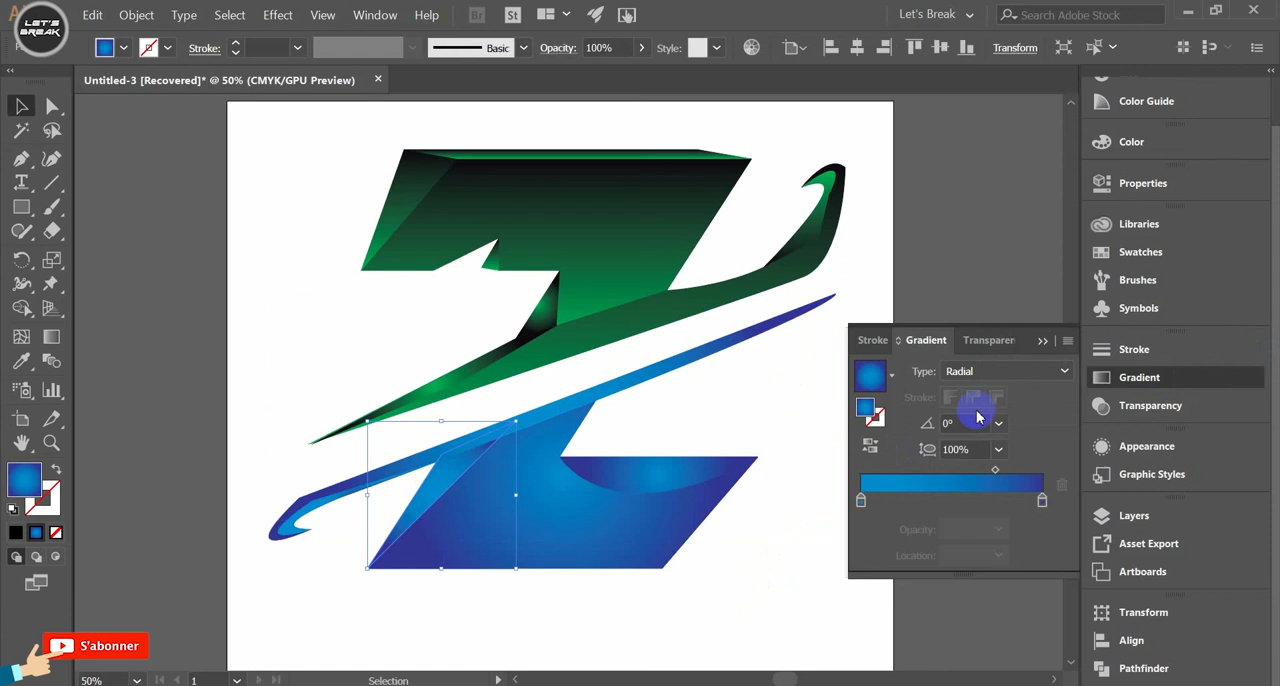 LET'S
BREAK
Edit Object Type Select Effect View Window Help Br St Let's Break Search Adobe Stock
Stroke: Basic Opacity: 100% Style: Transform
Untitled-3 [Recovered]* @ 50% (CMYK/GPU Preview)
Color Guide
Color
Properties
Libraries
Swatches
Brushes
Symbols
Stroke
Gradient
Transparency
Appearance
Graphic Styles
Layers
Asset Export
Artboards
Transform
Align
Pathfinder
Stroke Gradient Transparen
Type: Radial
Stroke:
0°
100%
Opacity:
Location:
S'abonner
50% 1 Selection